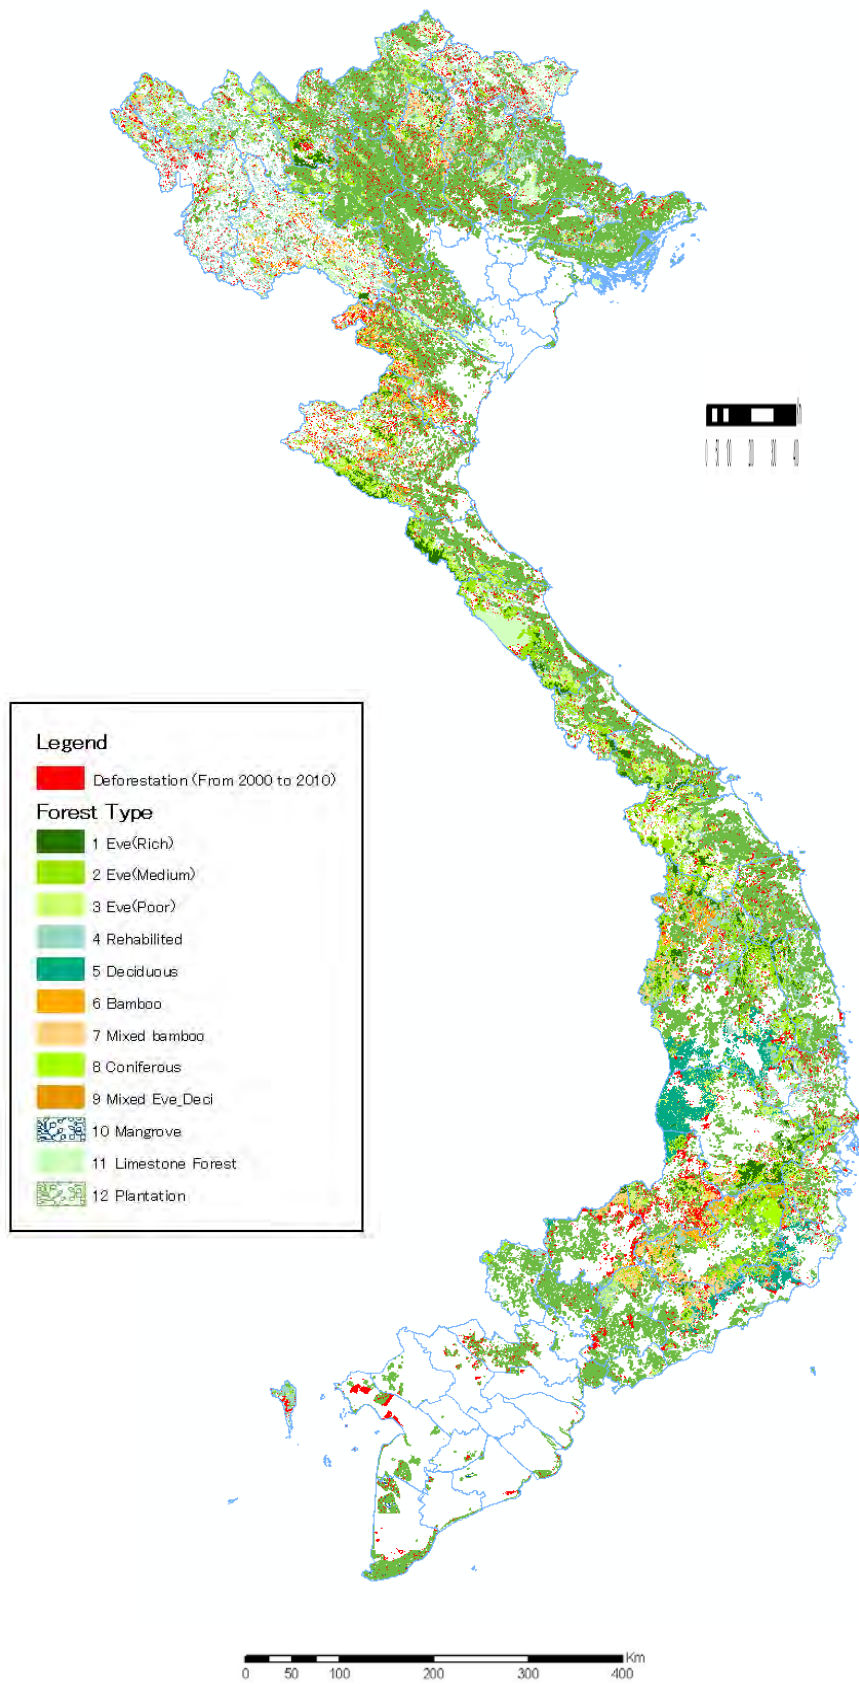 Legend
Deforestation (From 2000 to 2010)
Forest Type
1 Eve(Rich)
2 Eve(Medium)
3 Eve(Poor)
4 Rehabilited
5 Deciduous
6 Bamboo
7 Mixed bamboo
8 Coniferous
9 Mixed Eve_Deci
10 Mangrove
11 Limestone Forest
12 Plantation
Km
0 50 100 200 300 400